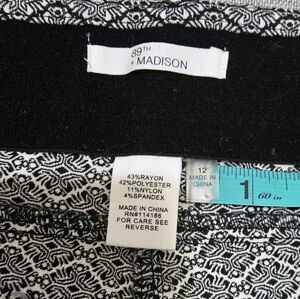 89TH
+ MADISON
43%RAYON
42%POLYESTER
11%NYLON
4%SPANDEX
MADE IN CHINA
RN#114186
FOR CARE SEE
REVERSE
12
MADE IN
CHINA
1
60 in